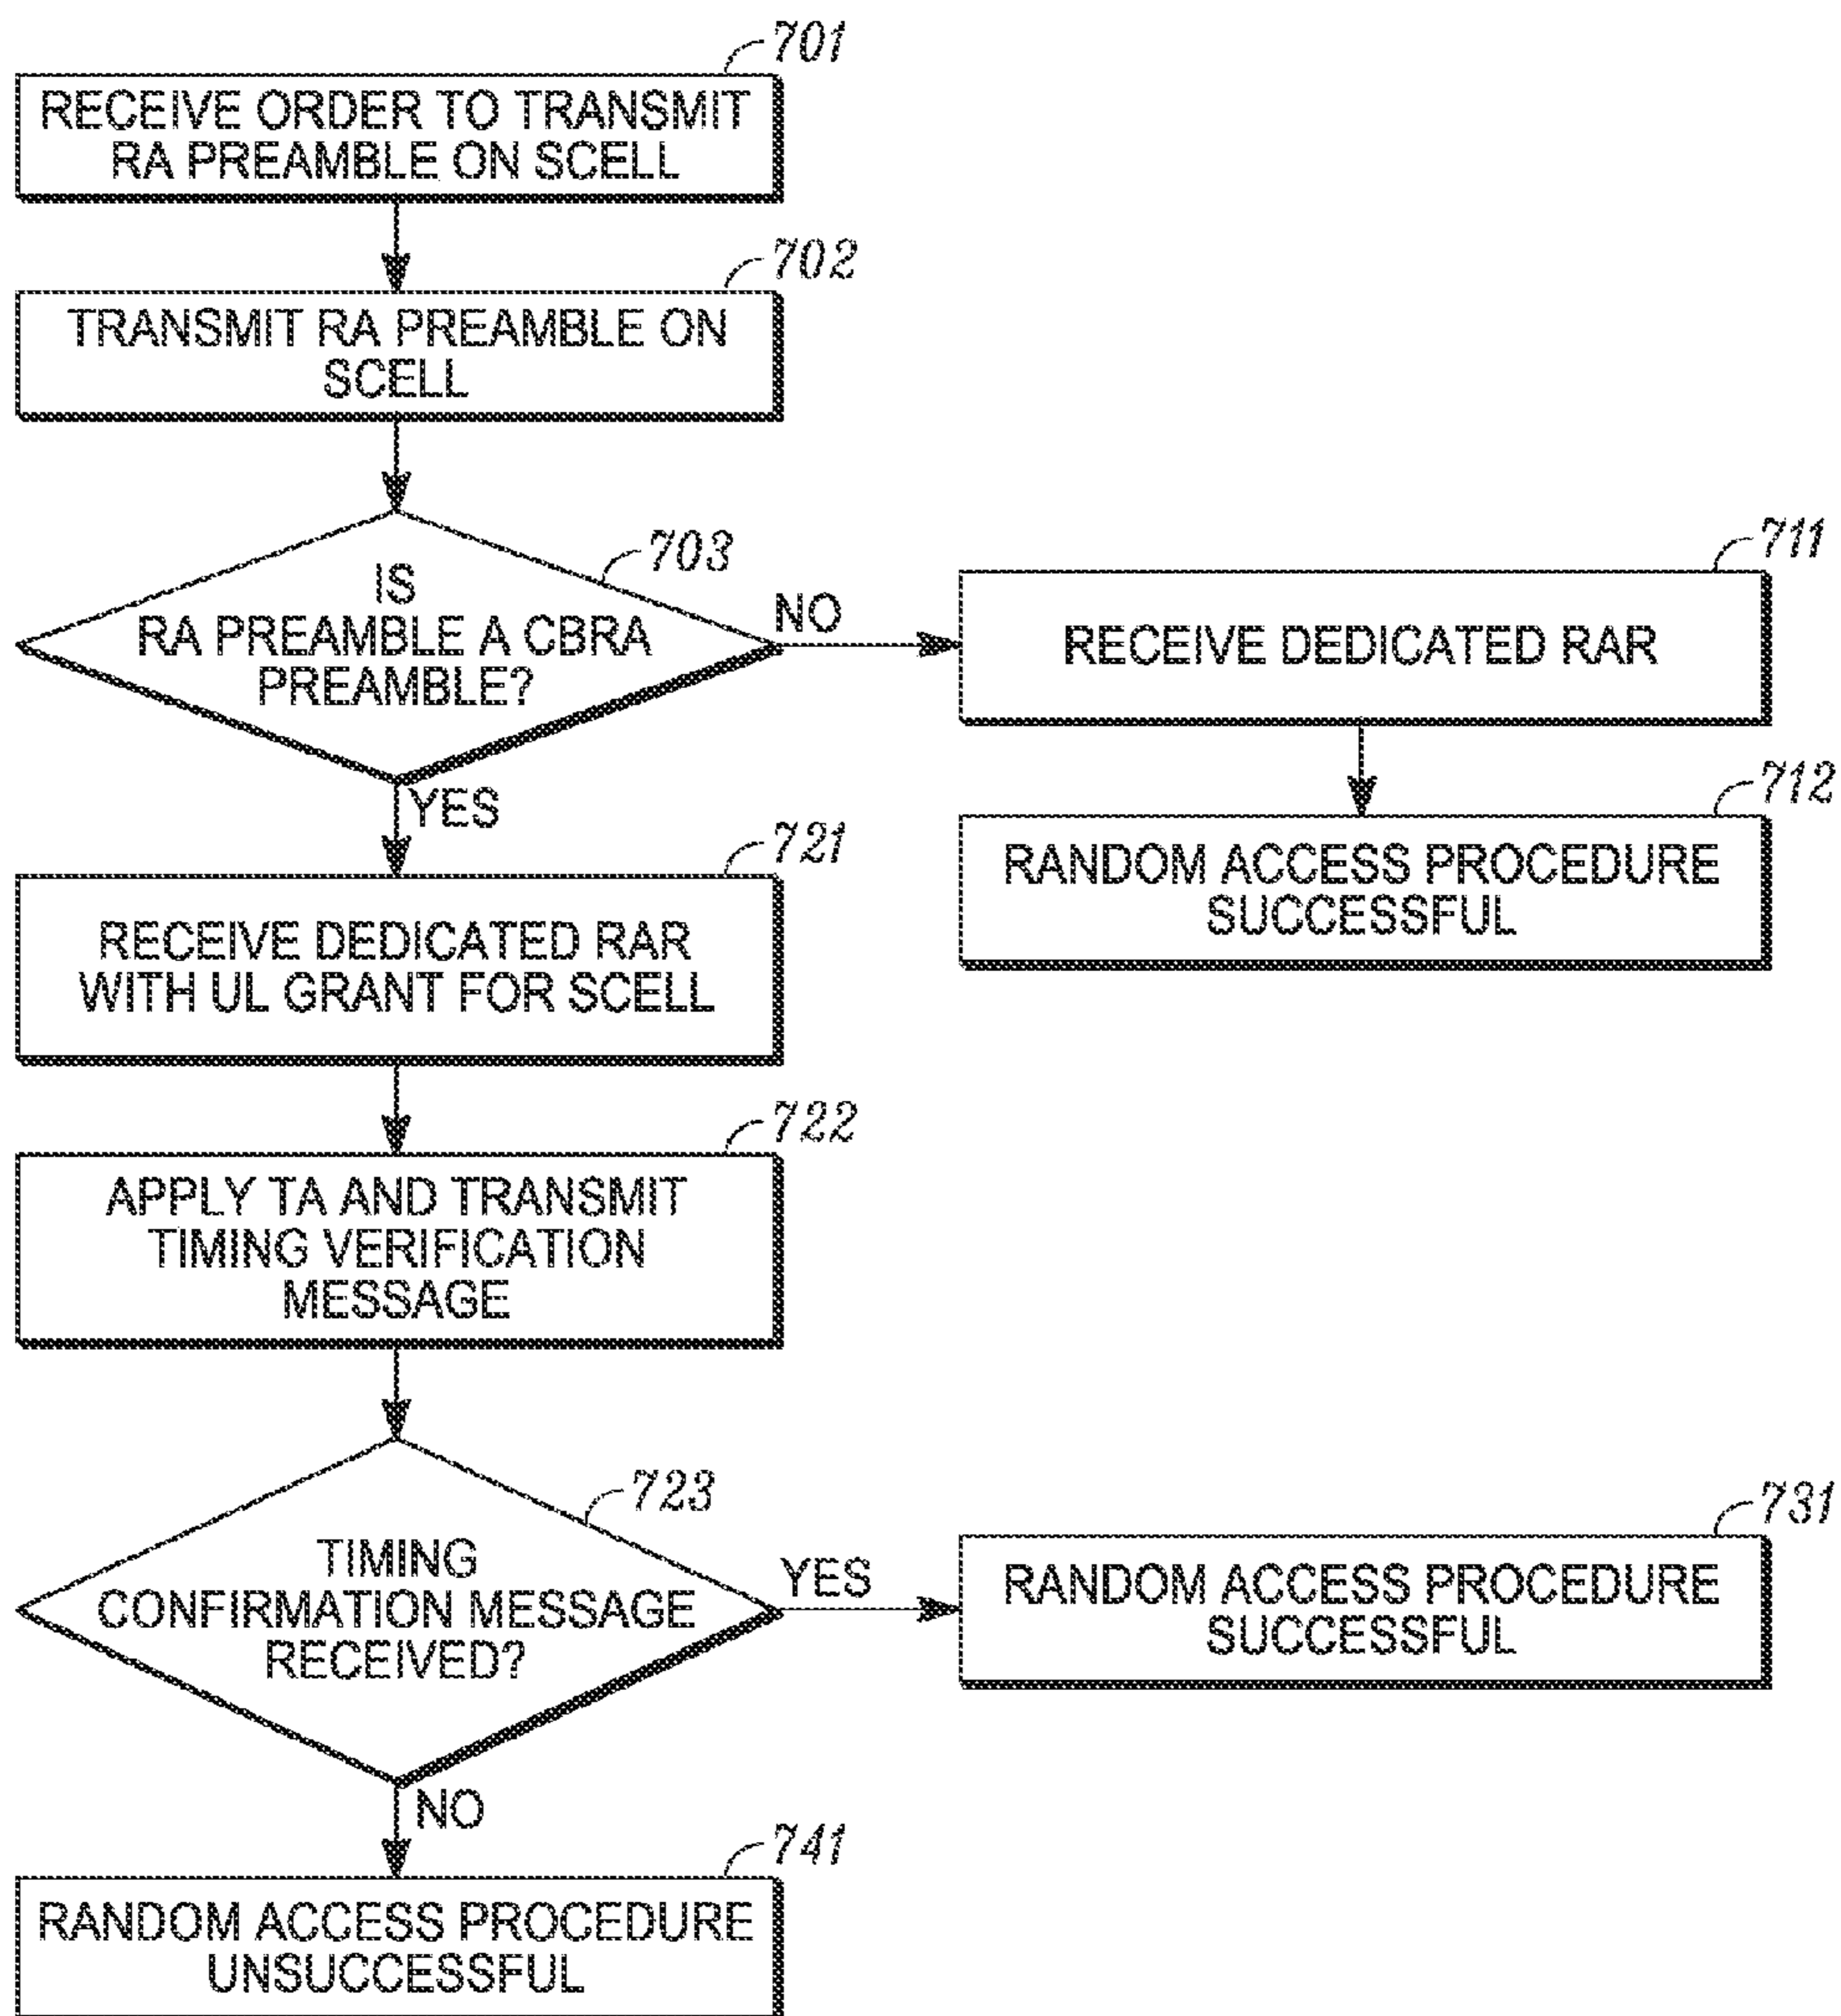 701
RECEIVE ORDER TO TRANSMIT
RA PREAMBLE ON SCELL
702
TRANSMIT RA PREAMBLE ON
SCELL
703
IS
RA PREAMBLE A CBRA
PREAMBLE?
NO
YES
711
RECEIVE DEDICATED RAR
712
RANDOM ACCESS PROCEDURE
SUCCESSFUL
721
RECEIVE DEDICATED RAR
WITH UL GRANT FOR SCELL
722
APPLY TA AND TRANSMIT
TIMING VERIFICATION
MESSAGE
723
TIMING
CONFIRMATION MESSAGE
RECEIVED?
YES
NO
731
RANDOM ACCESS PROCEDURE
SUCCESSFUL
741
RANDOM ACCESS PROCEDURE
UNSUCCESSFUL